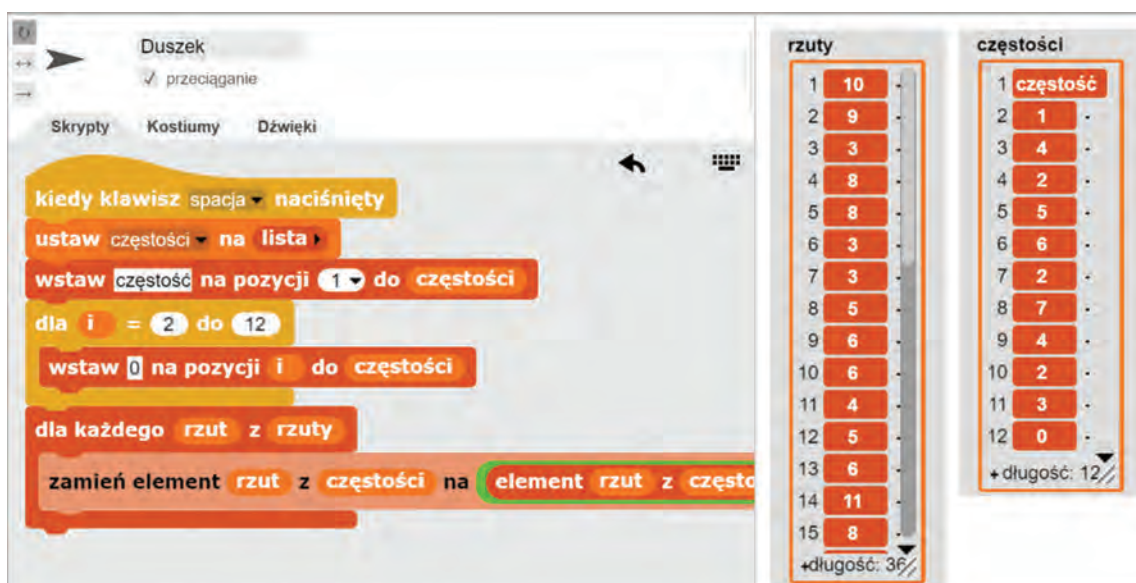 Duszek
√ przeciąganie
Skrypty Kostiumy Dźwięki
kiedy klawisz spacja naciśnięty
ustaw częstości na lista
wstaw częstość na pozycji 1 do częstości
dla i = 2 do 12
wstaw 0 na pozycji i do częstości
dla każdego rzut z rzuty
zamień element rzut z częstości na element rzut z często
rzuty
1 10
2 9
3 3
4 8
5 8
6 3
7 3
8 5
9 6
10 6
11 4
12 5
13 6
14 11
15 8
+długość: 36
częstości
1 częstość
2 1
3 4
4 2
5 5
6 6
7 2
8 7
9 4
10 2
11 3
12 0
+długość: 12